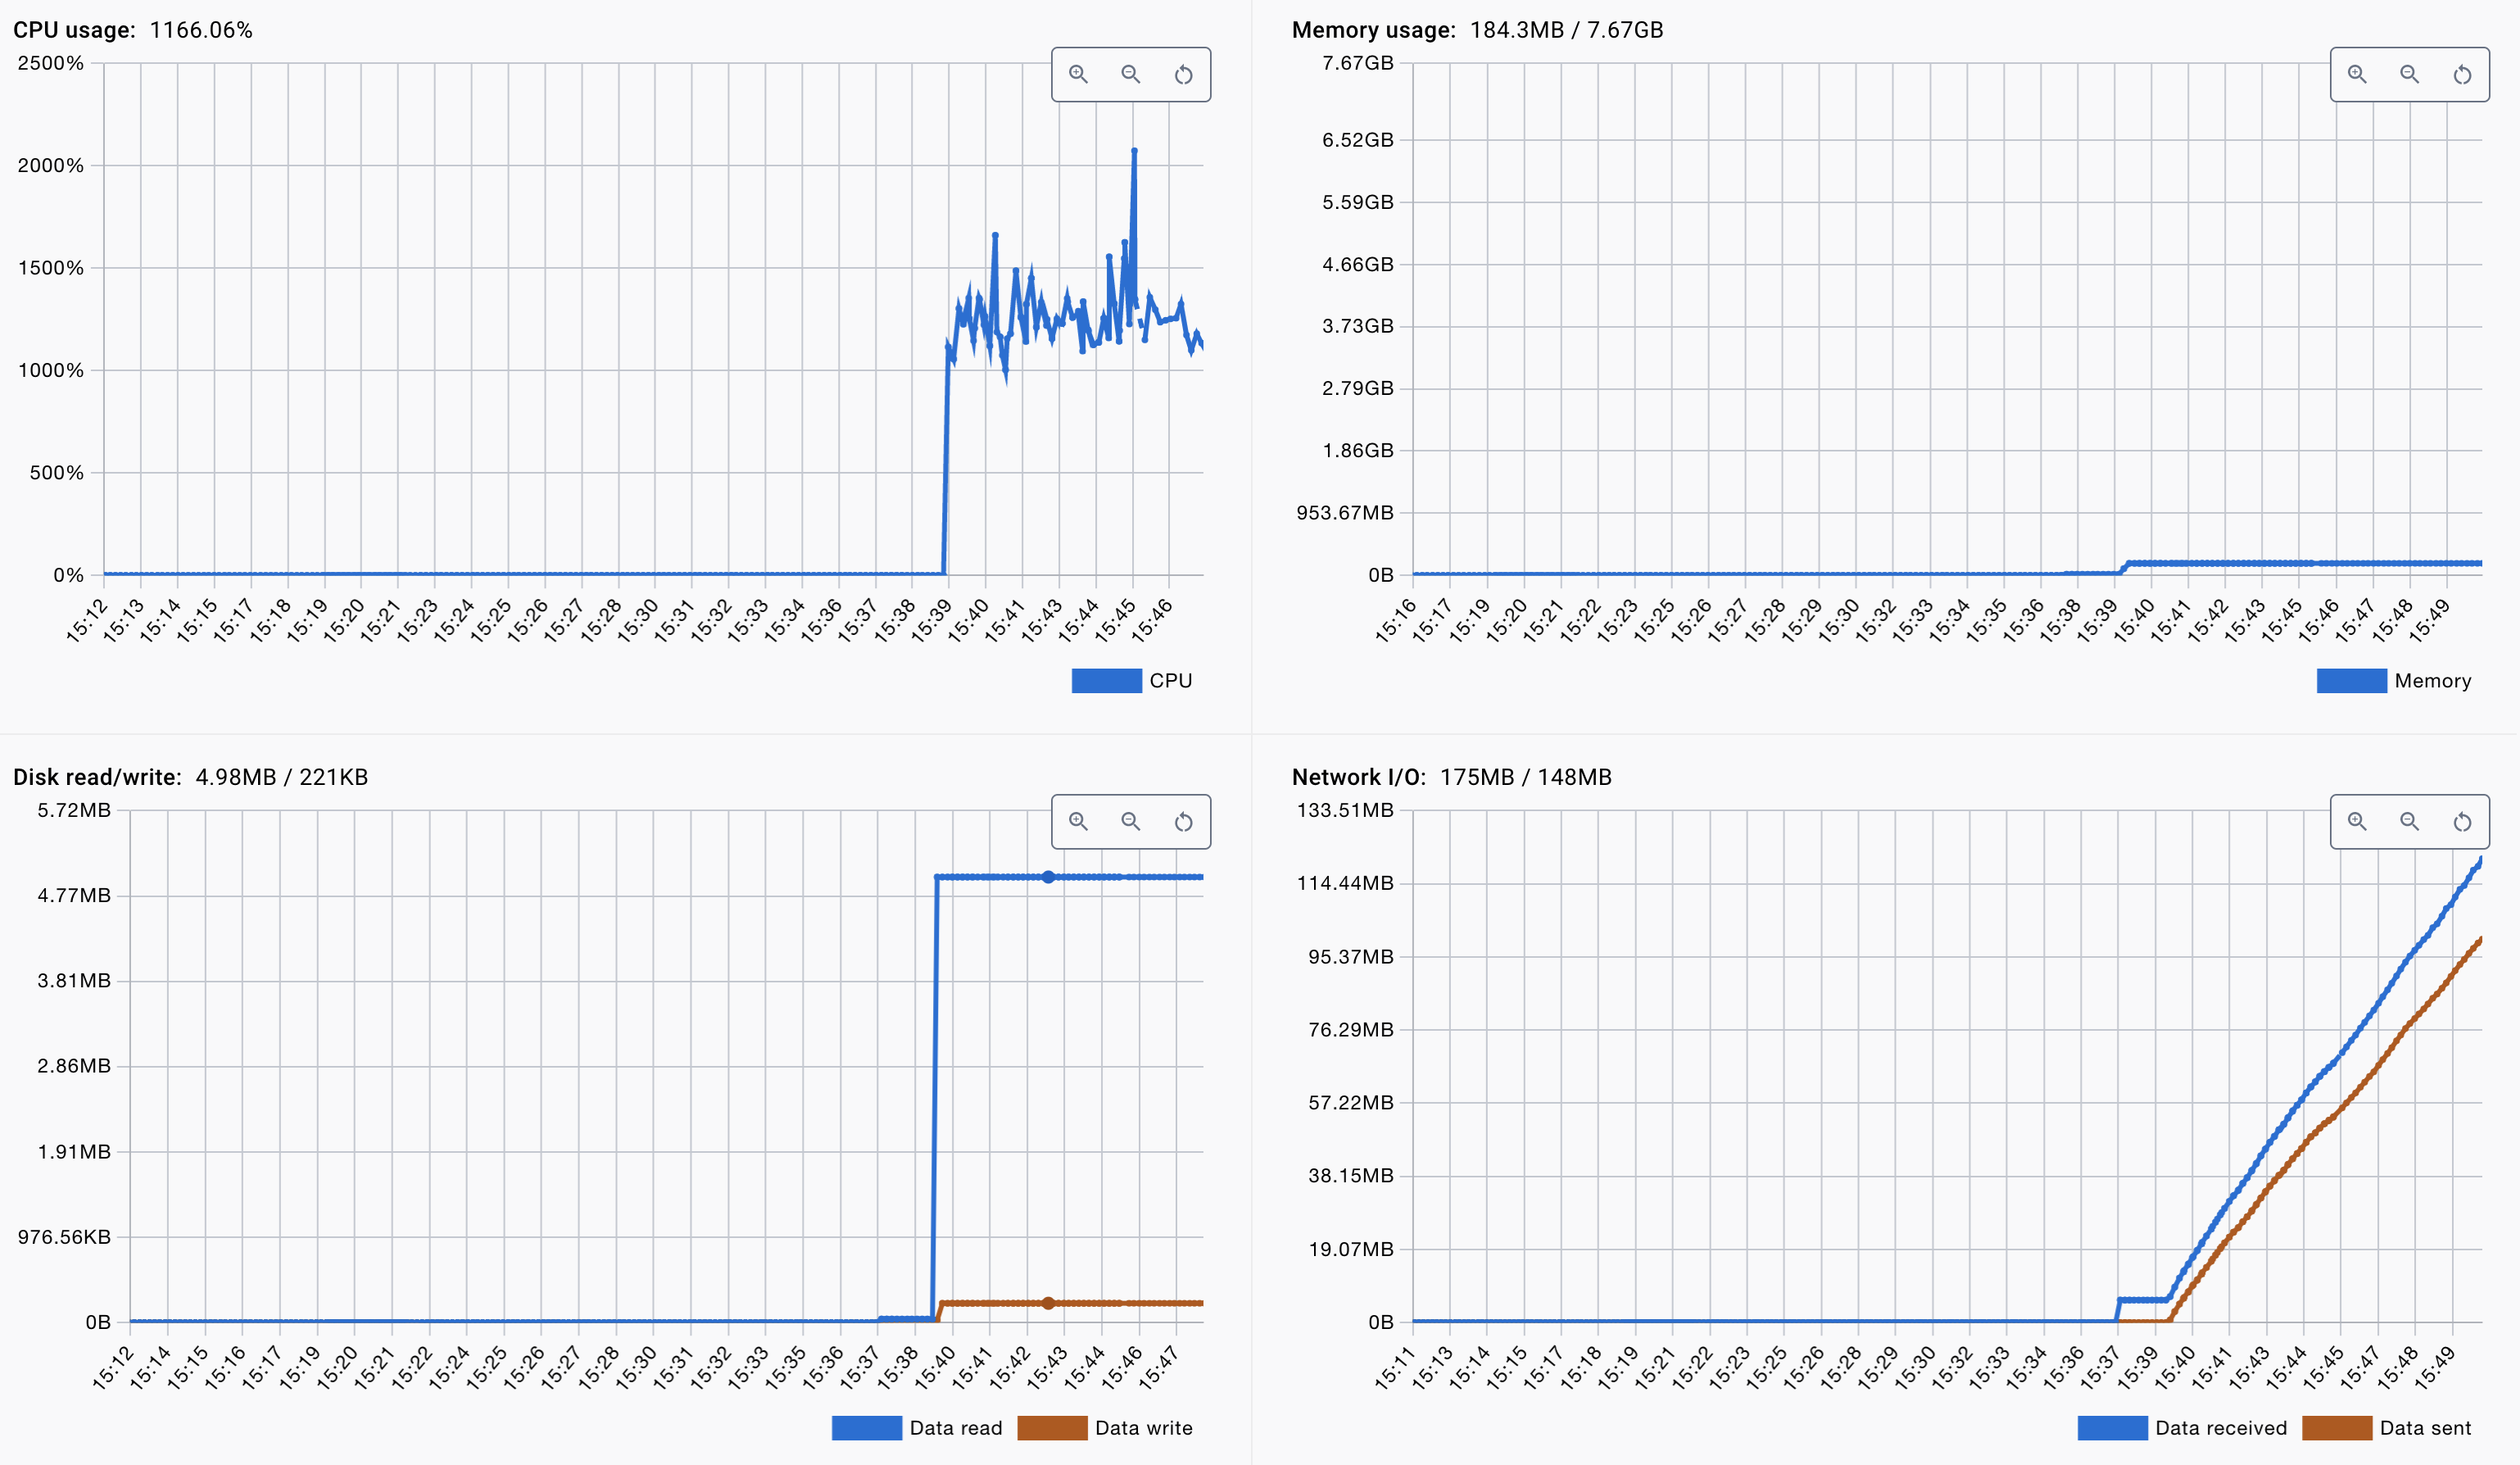 CPU usage: 1166.06%
2500%
2000%
1500%
1000%
500%
0%
15:12 15:13 15:14 15:15 15:17 15:18 15:19 15:20 15:21 15:23 15:24 15:25 15:26 15:27 15:28 15:30 15:31 15:32 15:33 15:34 15:36 15:37 15:38 15:39 15:40 15:41 15:43 15:44 15:45 15:46
CPU
Memory usage: 184.3MB / 7.67GB
7.67GB
6.52GB
5.59GB
4.66GB
3.73GB
2.79GB
1.86GB
953.67MB
0B
15:16 15:17 15:19 15:20 15:21 15:22 15:23 15:25 15:26 15:27 15:28 15:29 15:30 15:32 15:33 15:34 15:35 15:36 15:38 15:39 15:40 15:41 15:42 15:43 15:45 15:46 15:47 15:48 15:49
Memory
Disk read/write: 4.98MB / 221KB
5.72MB
4.77MB
3.81MB
2.86MB
1.91MB
976.56KB
0B
15:12 15:14 15:15 15:16 15:17 15:19 15:20 15:21 15:22 15:24 15:25 15:26 15:27 15:28 15:30 15:31 15:32 15:33 15:35 15:36 15:37 15:38 15:40 15:41 15:42 15:43 15:44 15:46 15:47
Data read Data write
Network I/O: 175MB / 148MB
133.51MB
114.44MB
95.37MB
76.29MB
57.22MB
38.15MB
19.07MB
0B
15:11 15:13 15:14 15:15 15:17 15:18 15:19 15:21 15:22 15:23 15:25 15:26 15:28 15:29 15:30 15:32 15:33 15:34 15:36 15:37 15:39 15:40 15:41 15:43 15:44 15:45 15:47 15:48 15:49
Data received Data sent